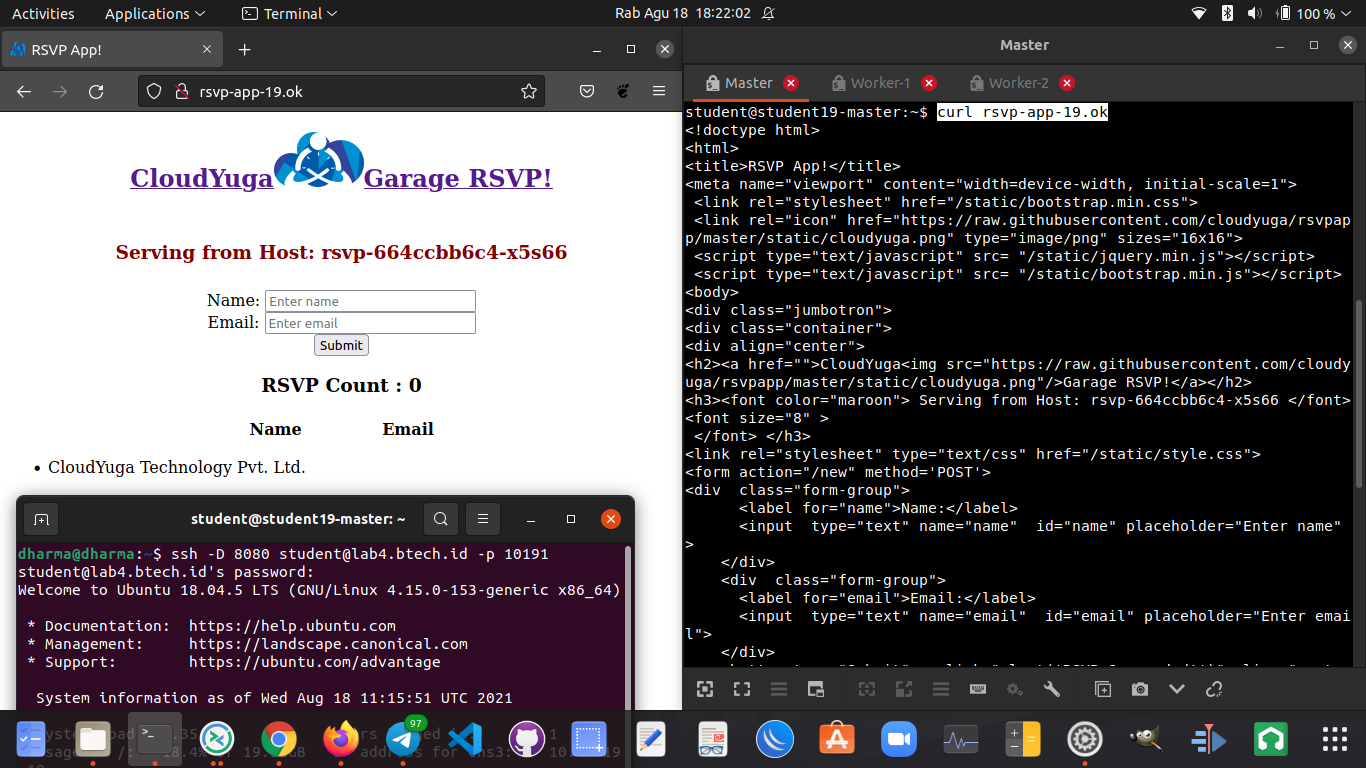 Activities Applications Terminal Rab Agu 18 18:22:02 100 %
RSVP App!
rsvp-app-19.ok
CloudYuga Garage RSVP!
Serving from Host: rsvp-664ccbb6c4-x5s66
Name: Enter name
Email: Enter email
Submit
RSVP Count : 0
Name Email
• CloudYuga Technology Pvt. Ltd.
student@student19-master: ~
dharma@dharma:~$ ssh -D 8080 student@lab4.btech.id -p 10191
student@lab4.btech.id's password:
Welcome to Ubuntu 18.04.5 LTS (GNU/Linux 4.15.0-153-generic x86_64)
* Documentation: https://help.ubuntu.com
* Management: https://landscape.canonical.com
* Support: https://ubuntu.com/advantage
System information as of Wed Aug 18 11:15:51 UTC 2021
Master
Master Worker-1 Worker-2
student@student19-master:~$ curl rsvp-app-19.ok
<!doctype html>
<html>
<title>RSVP App!</title>
<meta name="viewport" content="width=device-width, initial-scale=1">
<link rel="stylesheet" href="/static/bootstrap.min.css">
<link rel="icon" href="https://raw.githubusercontent.com/cloudyuga/rsvpap
p/master/static/cloudyuga.png" type="image/png" sizes="16x16">
<script type="text/javascript" src= "/static/jquery.min.js"></script>
<script type="text/javascript" src= "/static/bootstrap.min.js"></script>
<body>
<div class="jumbotron">
<div class="container">
<div align="center">
<h2><a href="">CloudYuga<img src="https://raw.githubusercontent.com/cloudy
uga/rsvpapp/master/static/cloudyuga.png"/>Garage RSVP!</a></h2>
<h3><font color="maroon"> Serving from Host: rsvp-664ccbb6c4-x5s66 </font>
<font size="8" >
</font> </h3>
<link rel="stylesheet" type="text/css" href="/static/style.css">
<form action="/new" method='POST'>
<div  class="form-group">
<label for="name">Name:</label>
<input  type="text" name="name"  id="name" placeholder="Enter name"
>
</div>
<div  class="form-group">
<label for="email">Email:</label>
<input  type="text" name="email"  id="email" placeholder="Enter emai
l">
</div>
97